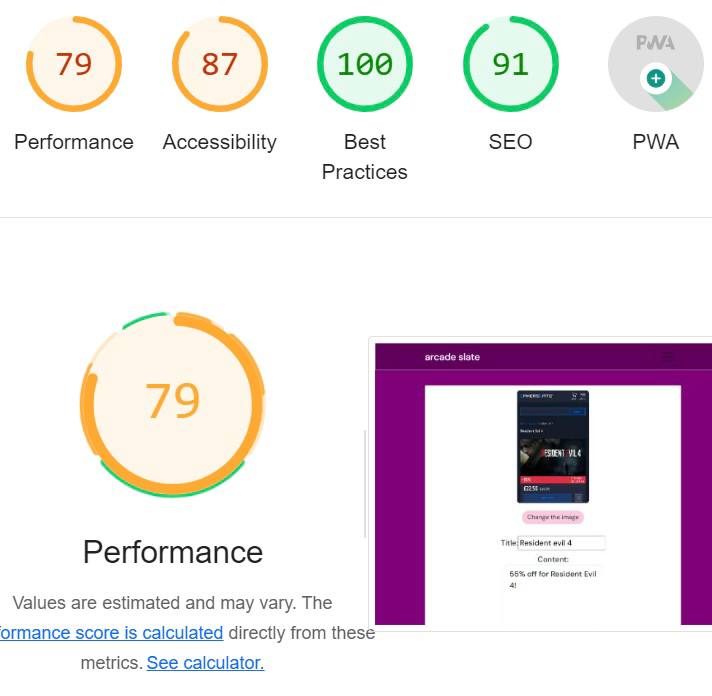 79
87
100
91
PWA
Performance
Accessibility
Best
Practices
SEO
PWA
79
Performance
Values are estimated and may vary. The
formance score is calculated directly from these
metrics. See calculator.
arcade slate
RESIDENT EVIL 4
Change the image
Title: Resident evil 4
Content:
55% off for Resident Evil
4!